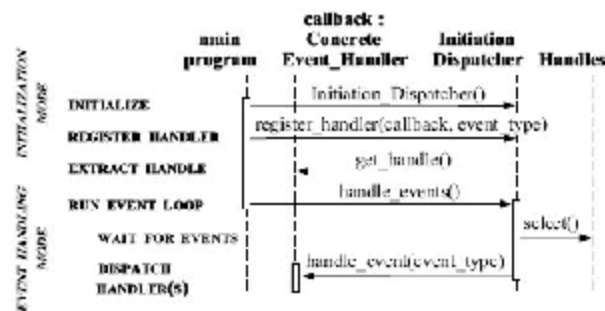 callback :
main Concrete Initiation
program Event_Handler Dispatcher Handles
INITIALIZATION
MODE
INITIALIZE Initiation_Dispatcher()
REGISTER HANDLER register_handler(callback, event_type)
EXTRACT HANDLE get_handle()
EVENT HANDLING
MODE
RUN EVENT LOOP handle_events()
WAIT FOR EVENTS select()
DISPATCH handle_event(event_type)
HANDLER(S)